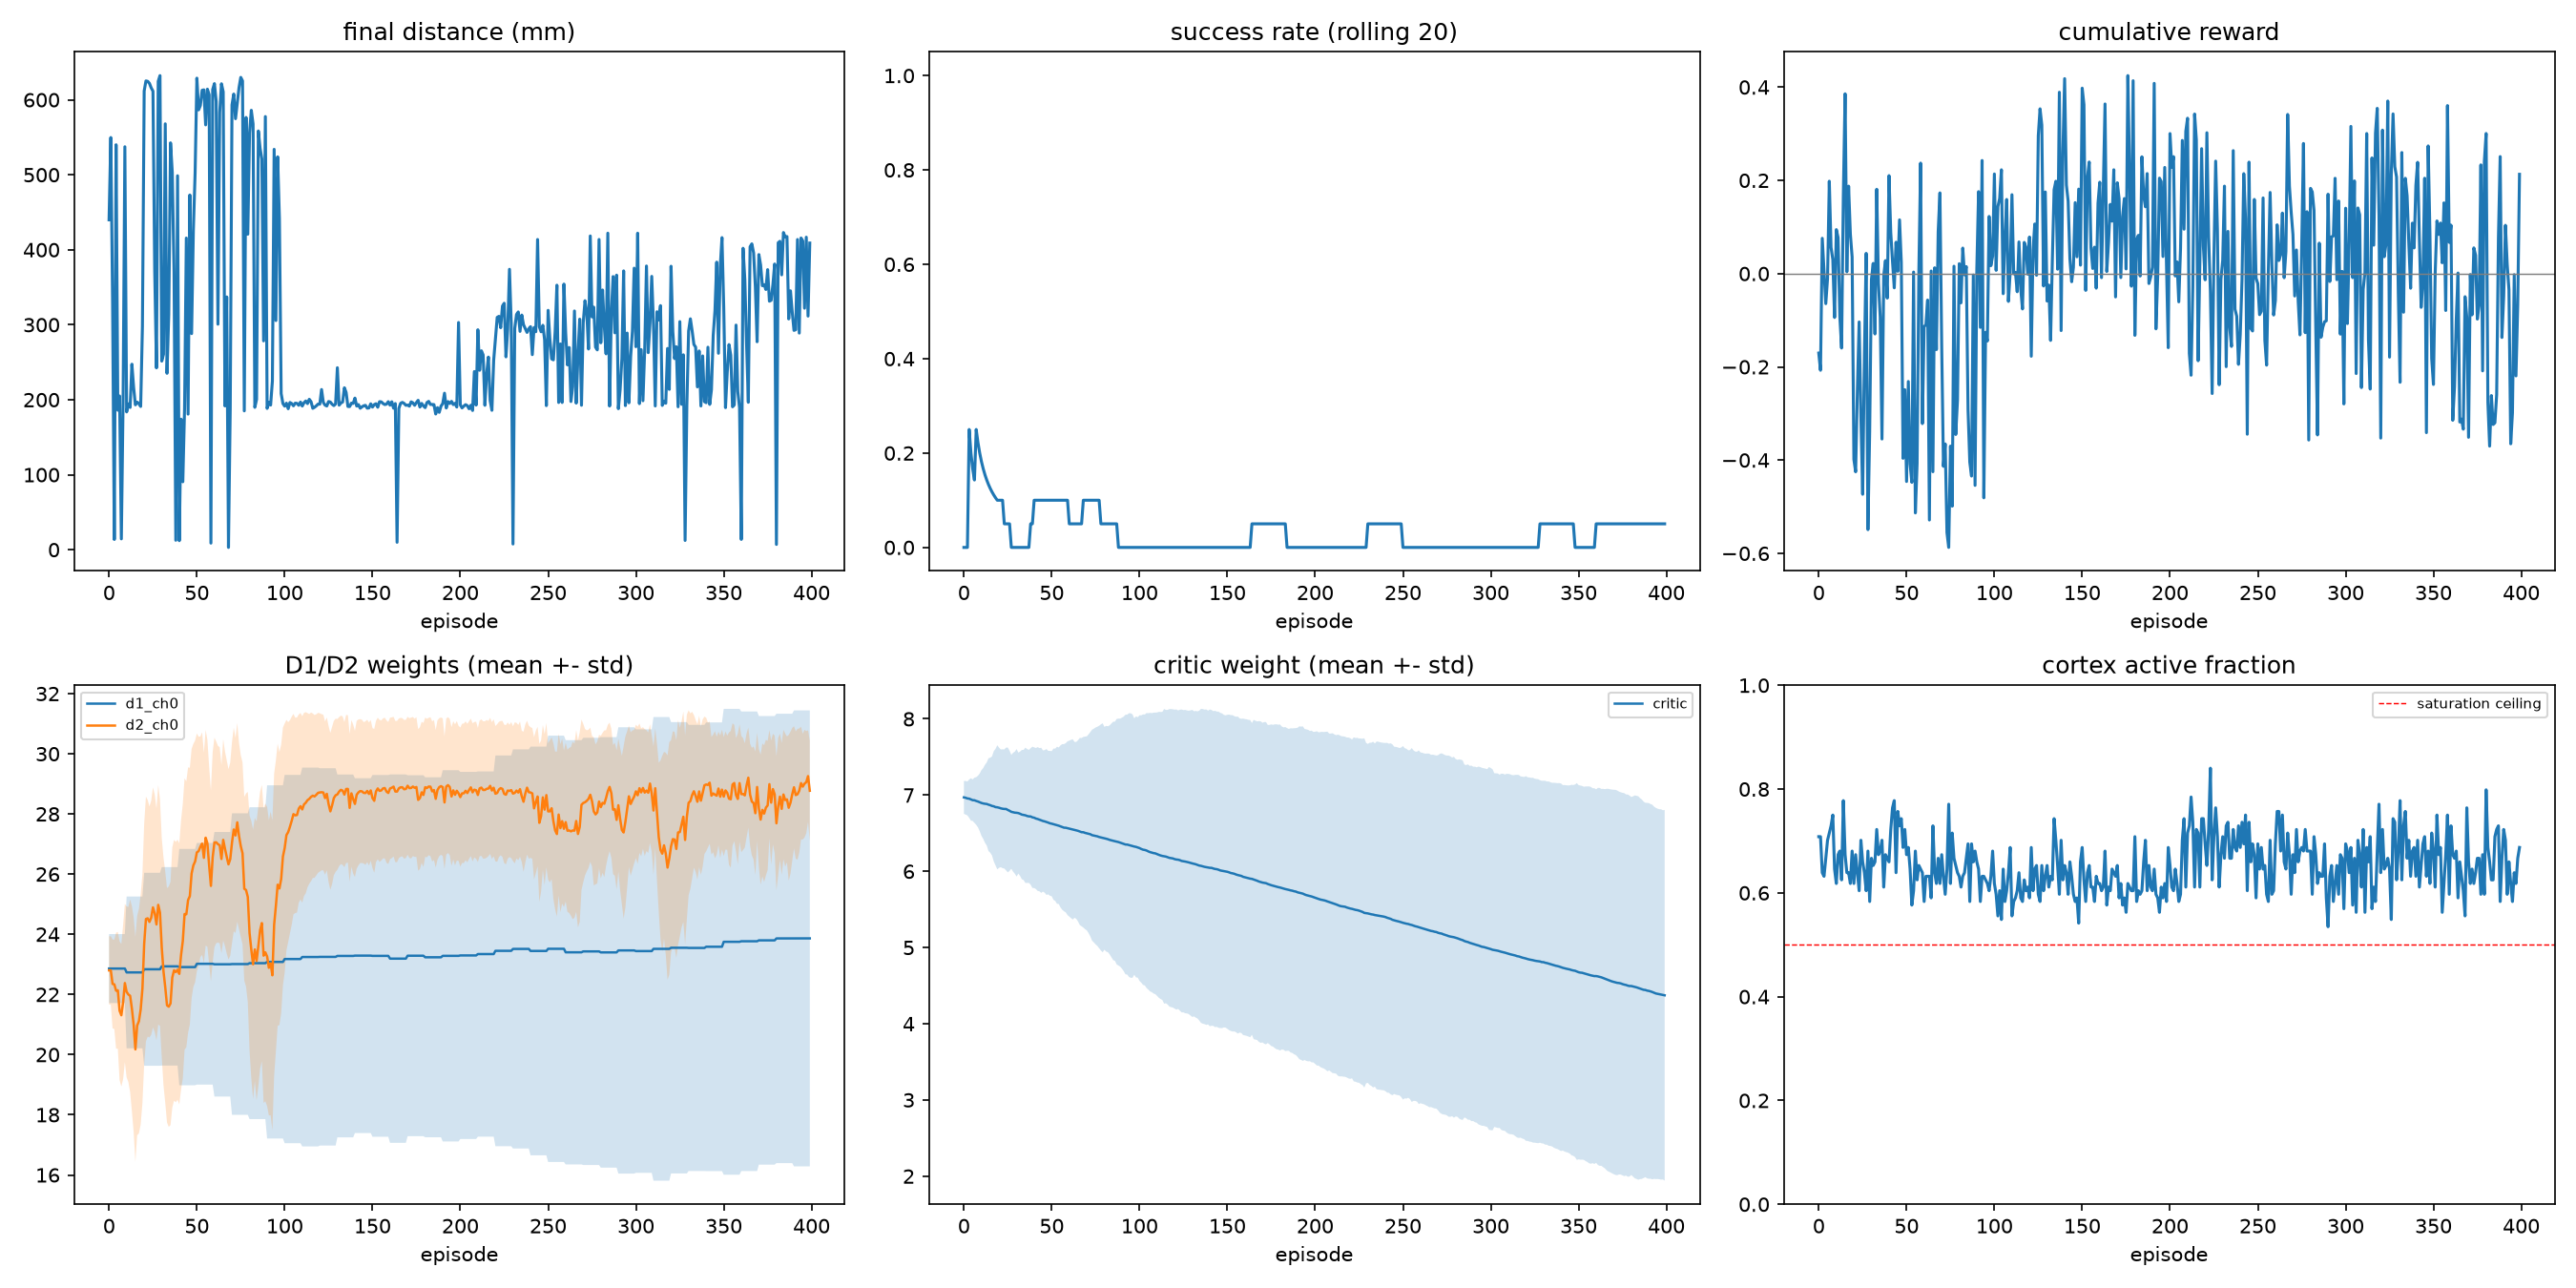 final distance (mm)
600
500
400
300
200
100
0
0 50 100 150 200 250 300 350 400
episode
success rate (rolling 20)
1.0
0.8
0.6
0.4
0.2
0.0
0 50 100 150 200 250 300 350 400
episode
cumulative reward
0.4
0.2
0.0
−0.2
−0.4
−0.6
0 50 100 150 200 250 300 350 400
episode
D1/D2 weights (mean +- std)
d1_ch0
d2_ch0
32
30
28
26
24
22
20
18
16
0 50 100 150 200 250 300 350 400
episode
critic weight (mean +- std)
critic
8
7
6
5
4
3
2
0 50 100 150 200 250 300 350 400
episode
cortex active fraction
saturation ceiling
1.0
0.8
0.6
0.4
0.2
0.0
0 50 100 150 200 250 300 350 400
episode